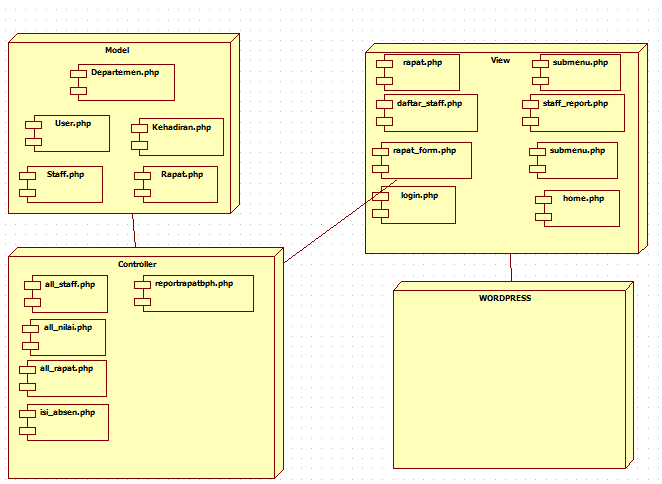 Model
Departemen.php
User.php
Kehadiran.php
Staff.php
Rapat.php
View
rapat.php
submenu.php
daftar_staff.php
staff_report.php
rapat_form.php
submenu.php
login.php
home.php
Controller
all_staff.php
reportrapatbph.php
all_nilai.php
all_rapat.php
isi_absen.php
WORDPRESS